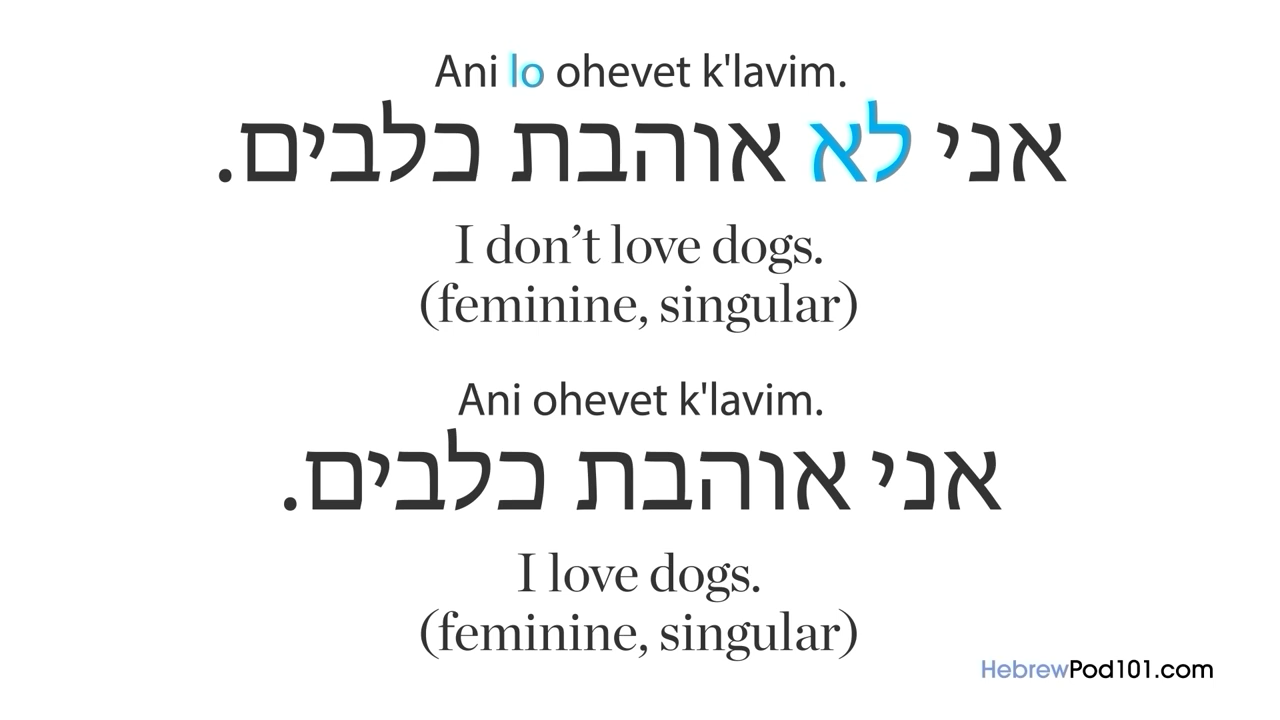 Ani lo ohevet k'lavim.
אני לא אוהבת כלבים.
I don’t love dogs.
(feminine, singular)
Ani ohevet k'lavim.
אני אוהבת כלבים.
I love dogs.
(feminine, singular)
HebrewPod101.com